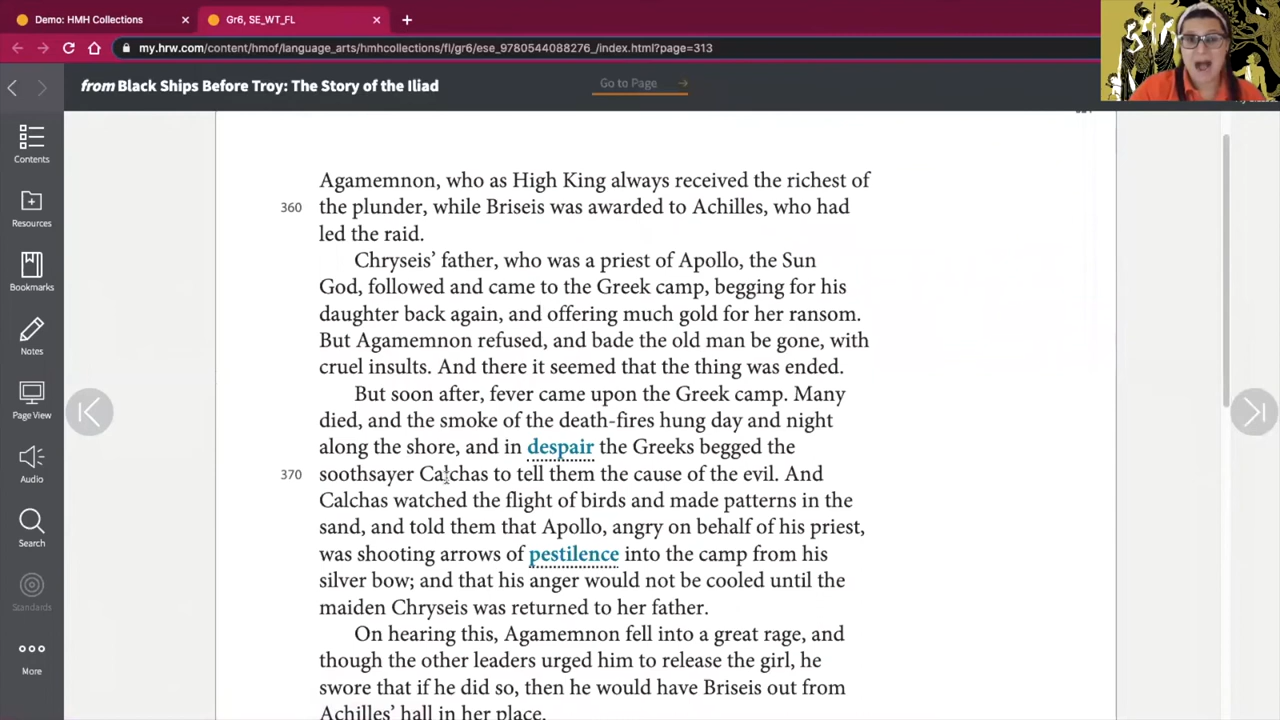 Demo: HMH Collections
Gr6, SE_WT_FL
my.hrw.com/content/hmof/language_arts/hmhcollections/fl/gr6/ese_9780544088276_/index.html?page=313
from Black Ships Before Troy: The Story of the Iliad
Go to Page
Contents
Resources
Bookmarks
Notes
Page View
Audio
Search
Standards
More
Agamemnon, who as High King always received the richest of
360 the plunder, while Briseis was awarded to Achilles, who had
led the raid.
Chryseis’ father, who was a priest of Apollo, the Sun
God, followed and came to the Greek camp, begging for his
daughter back again, and offering much gold for her ransom.
But Agamemnon refused, and bade the old man be gone, with
cruel insults. And there it seemed that the thing was ended.
But soon after, fever came upon the Greek camp. Many
died, and the smoke of the death-fires hung day and night
along the shore, and in despair the Greeks begged the
370 soothsayer Calchas to tell them the cause of the evil. And
Calchas watched the flight of birds and made patterns in the
sand, and told them that Apollo, angry on behalf of his priest,
was shooting arrows of pestilence into the camp from his
silver bow; and that his anger would not be cooled until the
maiden Chryseis was returned to her father.
On hearing this, Agamemnon fell into a great rage, and
though the other leaders urged him to release the girl, he
swore that if he did so, then he would have Briseis out from
Achilles’ hall in her place.